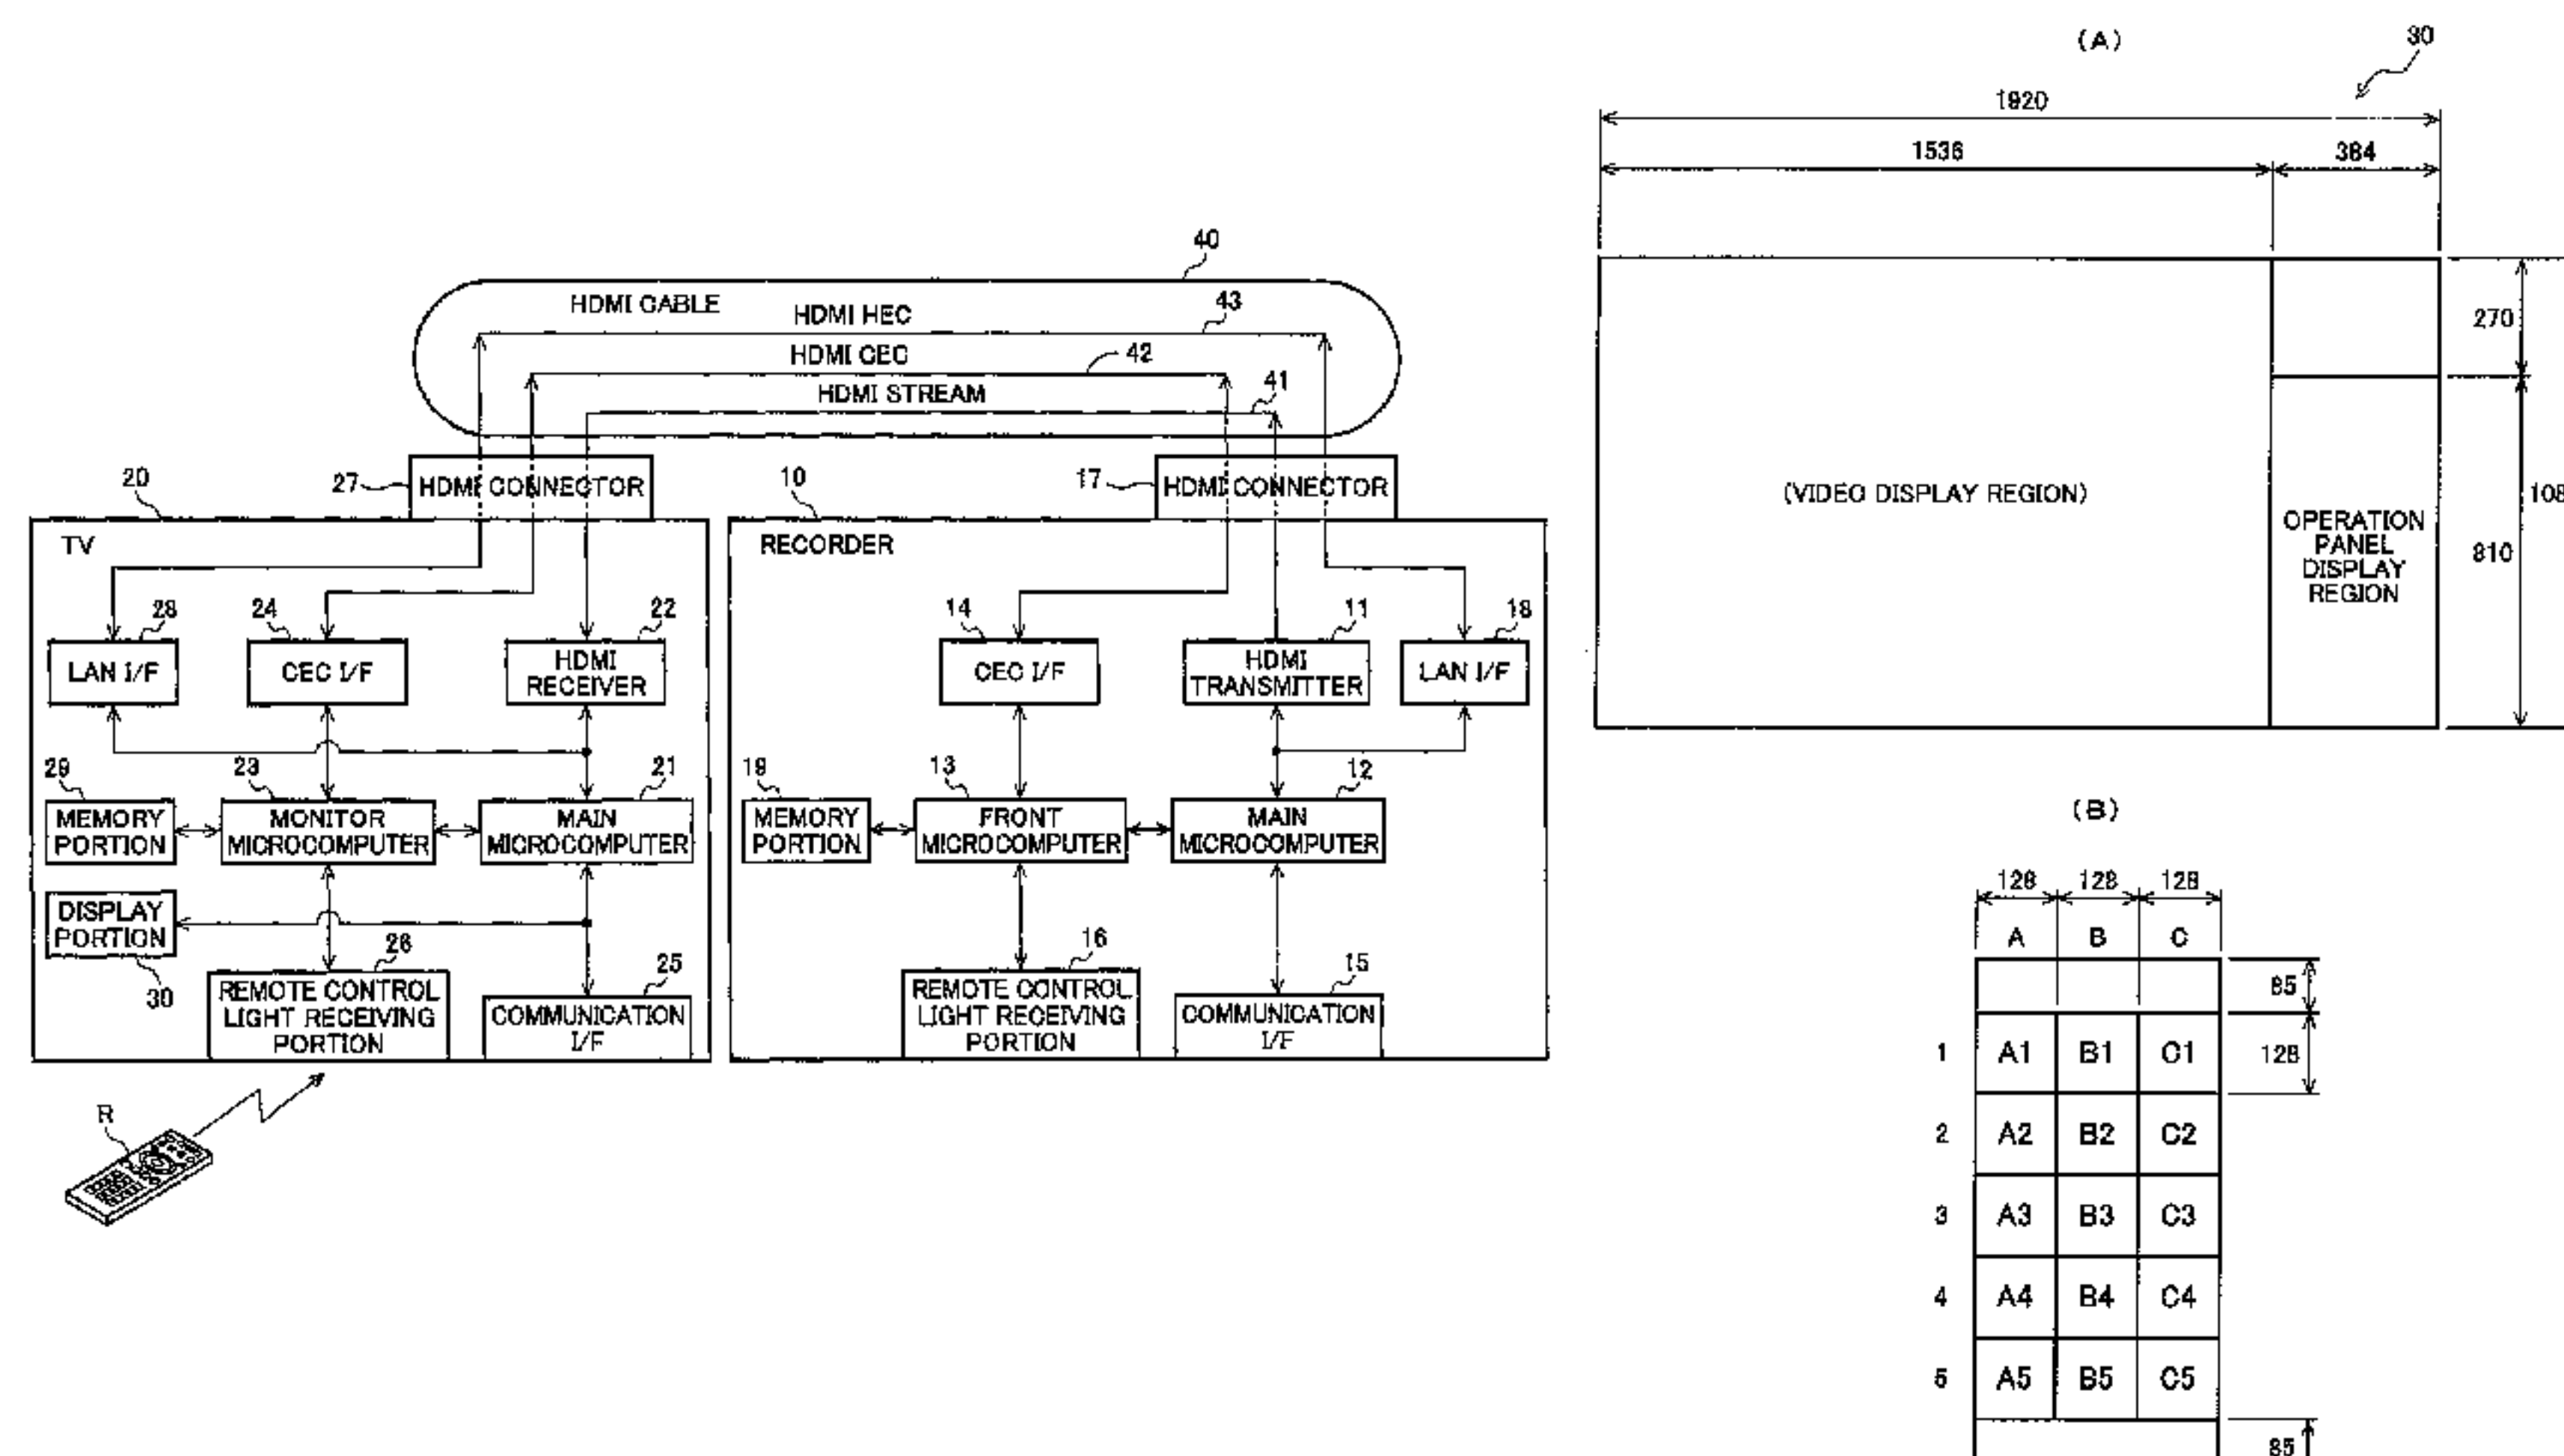 40
HDMI CABLE
HDMI HEC
43
HDMI CEC
42
HDMI STREAM
41
27
HDMI CONNECTOR
17
HDMI CONNECTOR
20
TV
10
RECORDER
28
LAN I/F
24
CEC I/F
22
HDMI
RECEIVER
14
CEC I/F
11
HDMI
TRANSMITTER
18
LAN I/F
29
MEMORY
PORTION
23
MONITOR
MICROCOMPUTER
21
MAIN
MICROCOMPUTER
19
MEMORY
PORTION
13
FRONT
MICROCOMPUTER
12
MAIN
MICROCOMPUTER
DISPLAY
PORTION
30
26
REMOTE CONTROL
LIGHT RECEIVING
PORTION
25
COMMUNICATION
I/F
16
REMOTE CONTROL
LIGHT RECEIVING
PORTION
15
COMMUNICATION
I/F
R
(A)
30
1920
1536
384
(VIDEO DISPLAY REGION)
OPERATION
PANEL
DISPLAY
REGION
270
810
108
(B)
128 128 128
A B C
85
1 A1 B1 C1
128
2 A2 B2 C2
3 A3 B3 C3
4 A4 B4 C4
5 A5 B5 C5
85